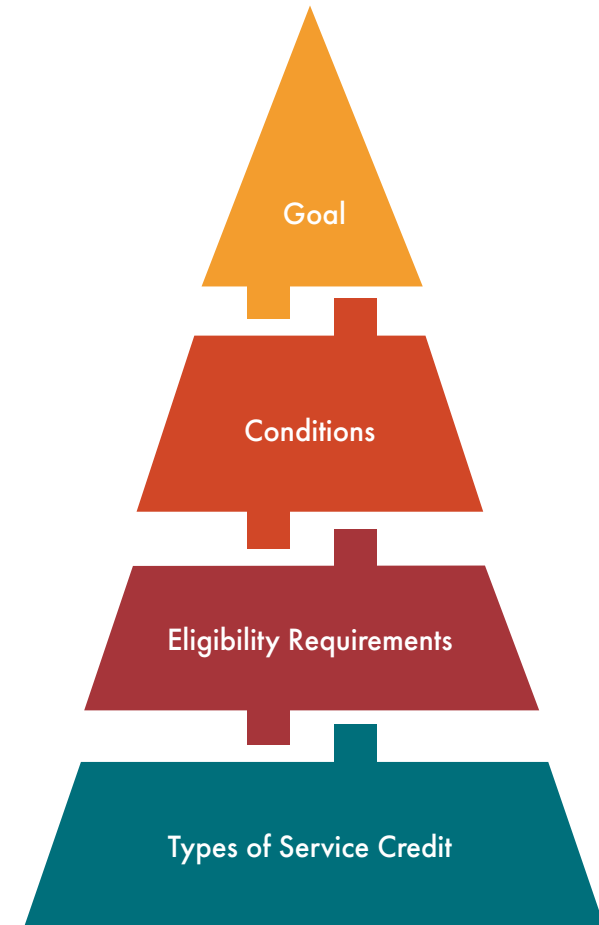 Goal
Conditions
Eligibility Requirements
Types of Service Credit